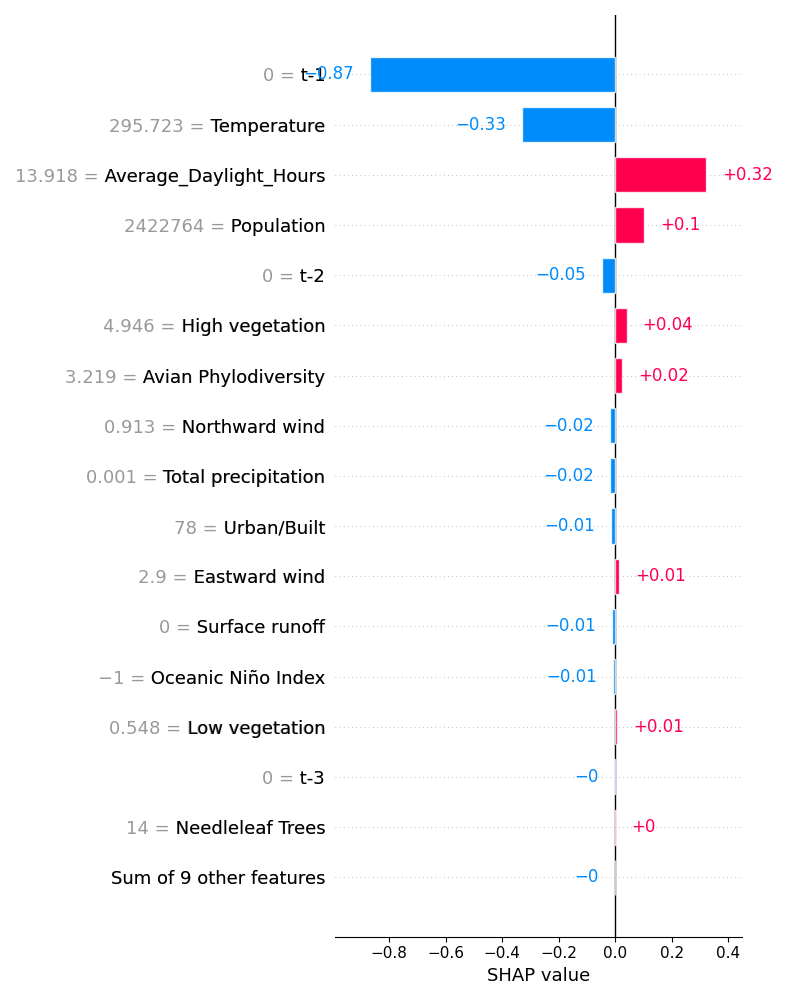 0 = t-1 −0.87
295.723 = Temperature −0.33
13.918 = Average_Daylight_Hours +0.32
2422764 = Population +0.1
0 = t-2 −0.05
4.946 = High vegetation +0.04
3.219 = Avian Phylodiversity +0.02
0.913 = Northward wind −0.02
0.001 = Total precipitation −0.02
78 = Urban/Built −0.01
2.9 = Eastward wind +0.01
0 = Surface runoff −0.01
−1 = Oceanic Niño Index −0.01
0.548 = Low vegetation +0.01
0 = t-3 −0
14 = Needleleaf Trees +0
Sum of 9 other features −0
−0.8 −0.6 −0.4 −0.2 0.0 0.2 0.4
SHAP value